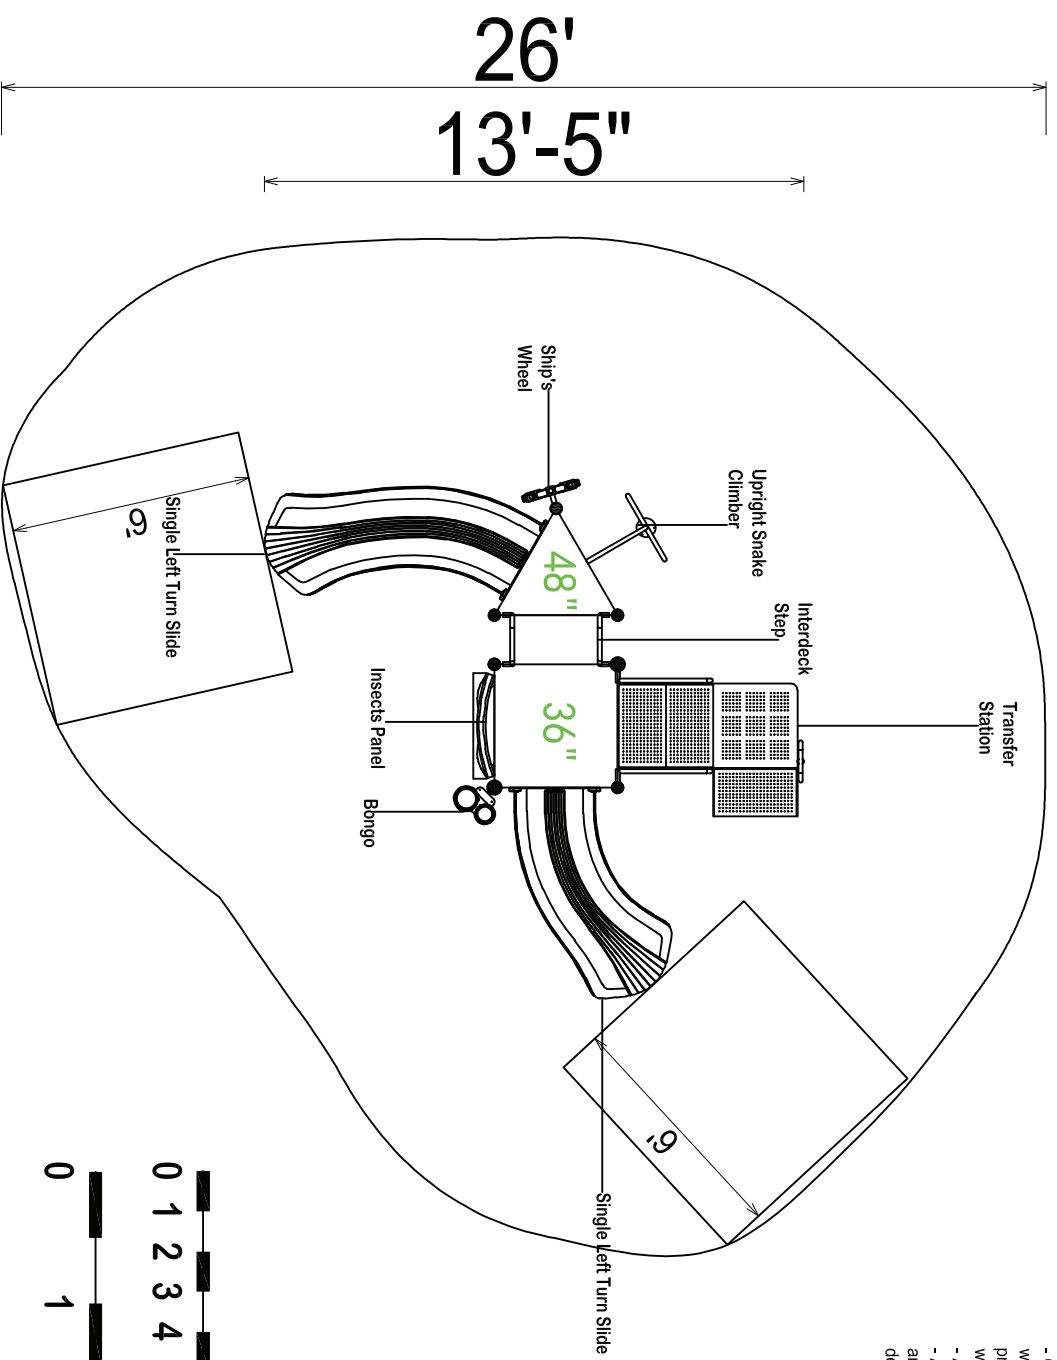 26'
13'-5"
Ship's
Wheel
Upright Snake
Climber
Interdeck
Step
Transfer
Station
48"
36"
Single Left Turn Slide
6'
Insects Panel
Bongo
6'
Single Left Turn Slide
0 1 2 3 4
0 1